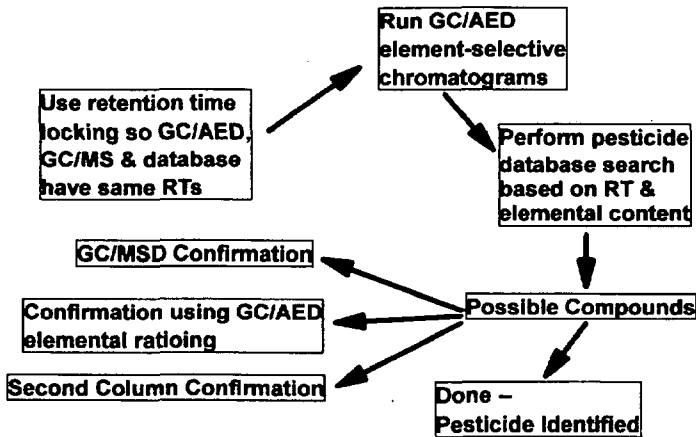 Run GC/AED
element-selective
chromatograms
Use retention time
locking so GC/AED,
GC/MS & database
have same RTs
Perform pesticide
database search
based on RT &
elemental content
GC/MSD Confirmation
Possible Compounds
Confirmation using GC/AED
elemental ratioing
Second Column Confirmation
Done –
Pesticide Identified